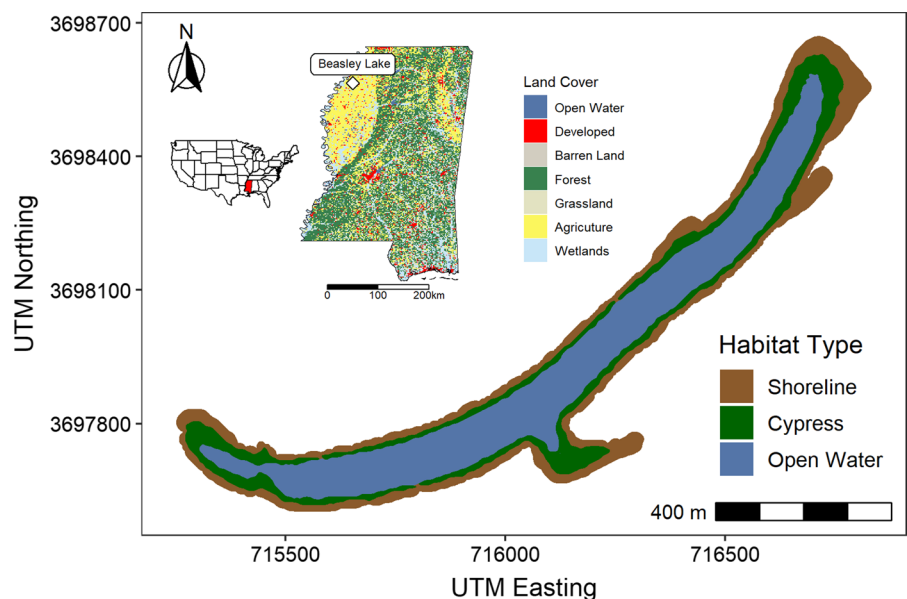 3698700
3698400
3698100
3697800
UTM Northing
N
Beasley Lake
0 100 200km
Land Cover
Open Water
Developed
Barren Land
Forest
Grassland
Agricuture
Wetlands
Habitat Type
Shoreline
Cypress
Open Water
400 m
715500 716000 716500
UTM Easting